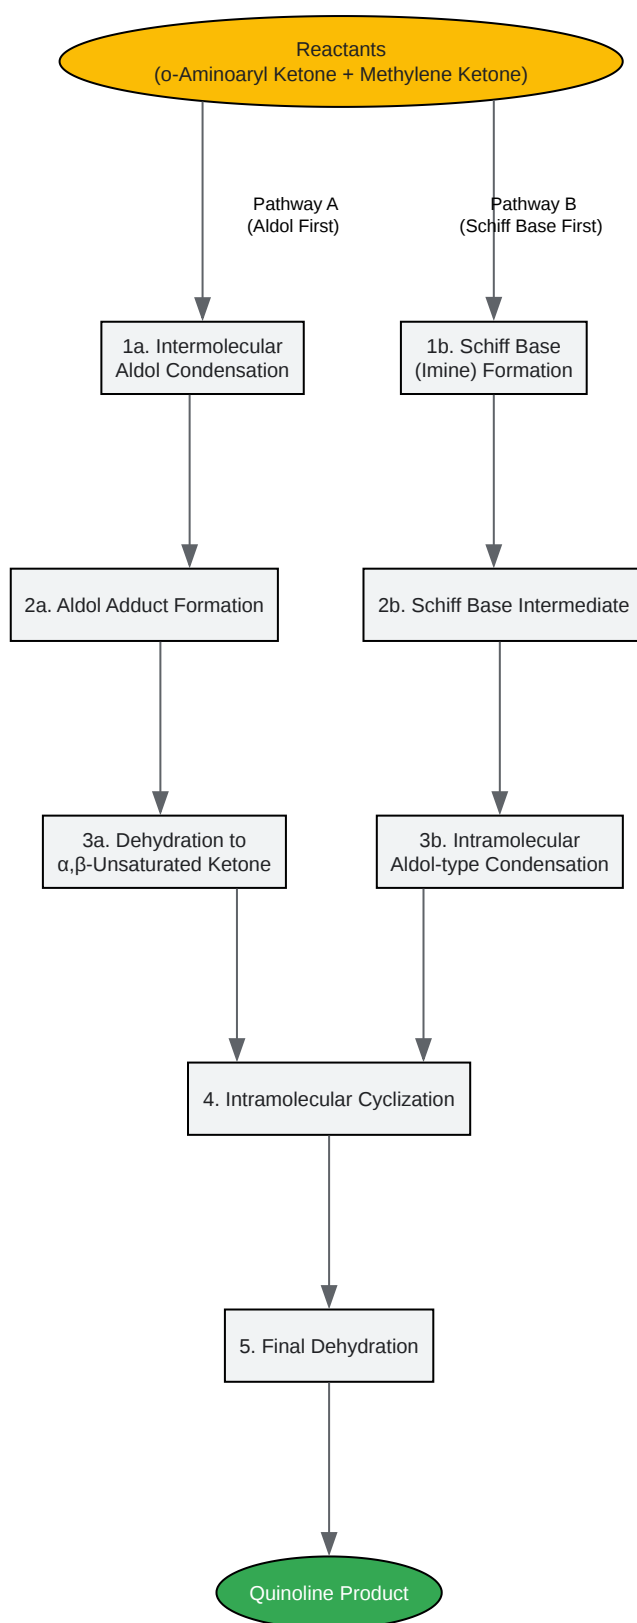 Reactants
(o-Aminoaryl Ketone + Methylene Ketone)
Pathway A
(Aldol First)
Pathway B
(Schiff Base First)
1a. Intermolecular
Aldol Condensation
1b. Schiff Base
(Imine) Formation
2a. Aldol Adduct Formation
2b. Schiff Base Intermediate
3a. Dehydration to
α,β-Unsaturated Ketone
3b. Intramolecular
Aldol-type Condensation
4. Intramolecular Cyclization
5. Final Dehydration
Quinoline Product